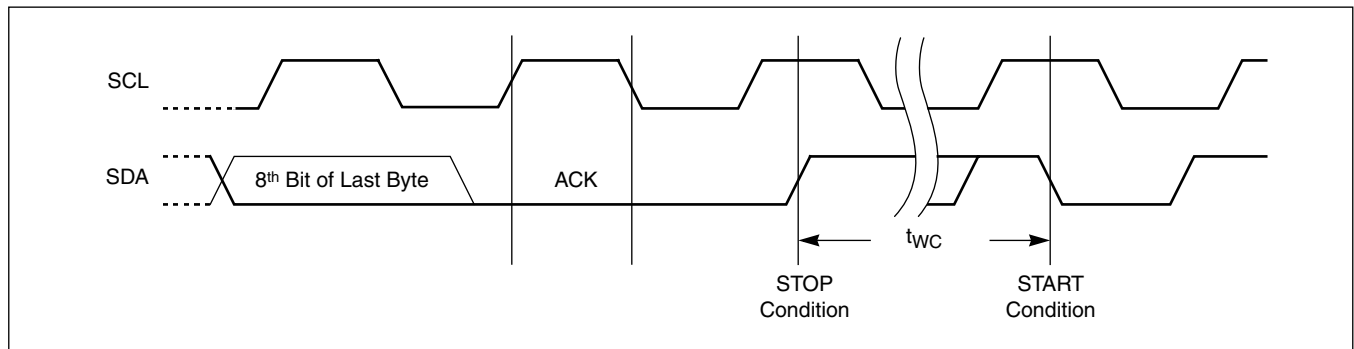 SCL
SDA
8th Bit of Last Byte
ACK
tWC
STOP
Condition
START
Condition